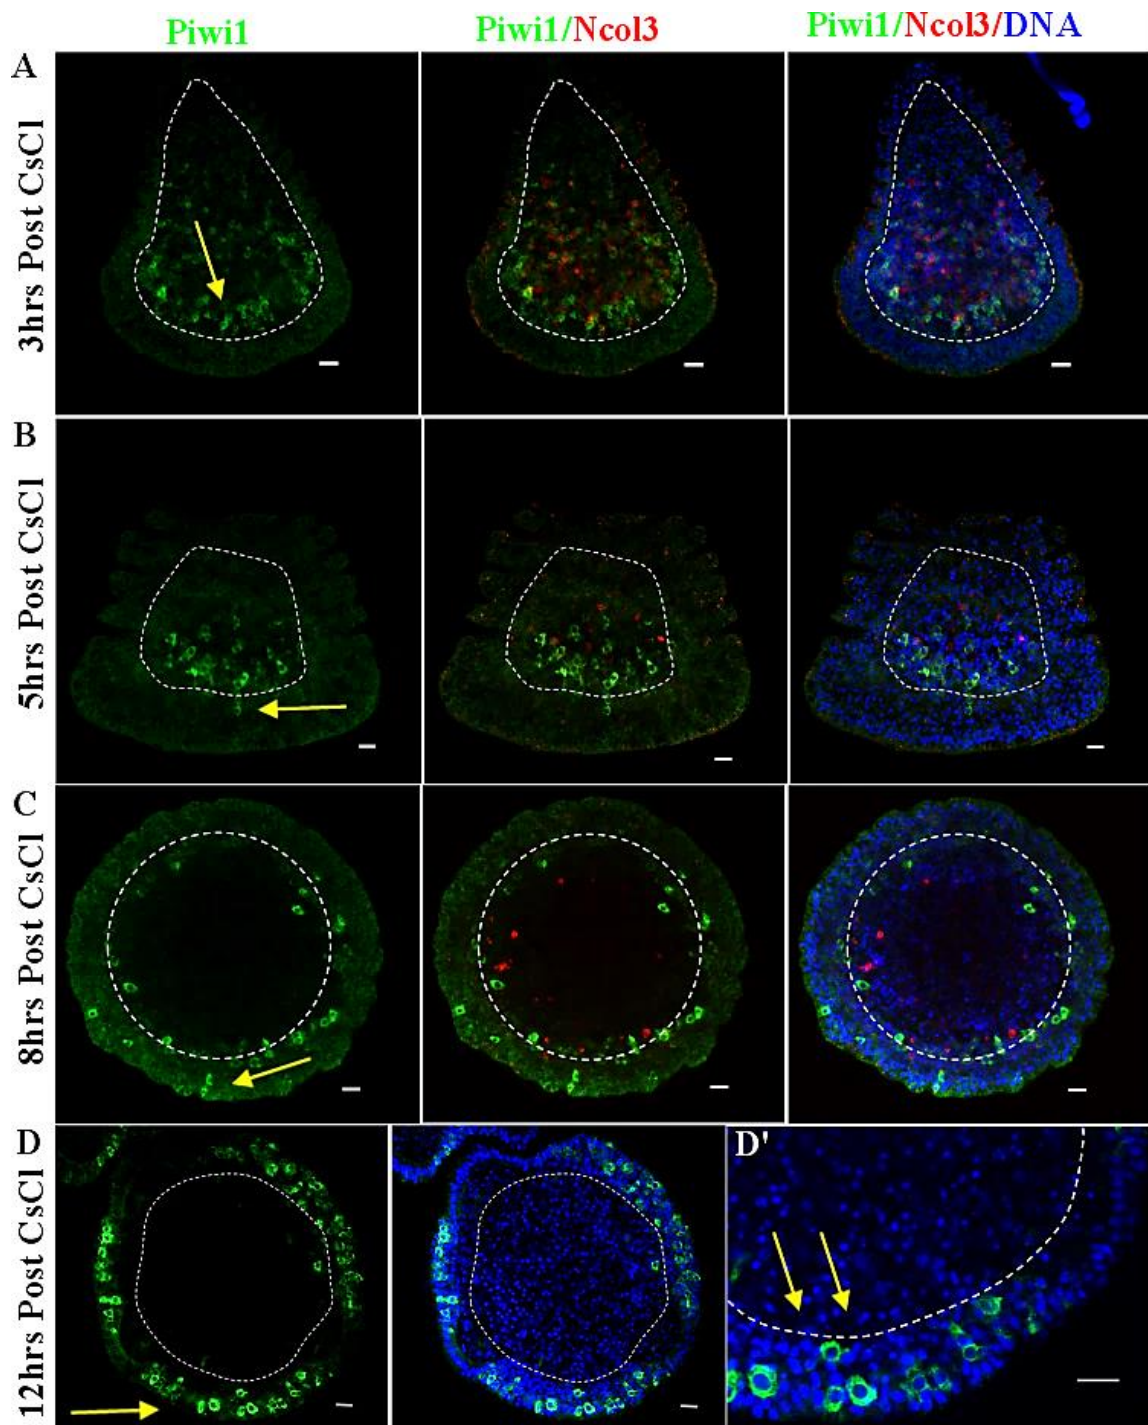 Piwi1
Piwi1/Ncol3
Piwi1/Ncol3/DNA
A
3hrs Post CsCl
B
5hrs Post CsCl
C
8hrs Post CsCl
D
D'
12hrs Post CsCl